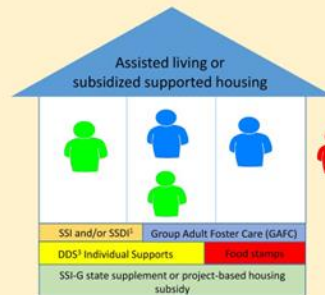 Assisted living or
subsidized supported housing
SSI and/or SSDI¹
Group Adult Foster Care (GAFC)
DDS³ Individual Supports
Food stamps
SSI-G state supplement or project-based housing
subsidy